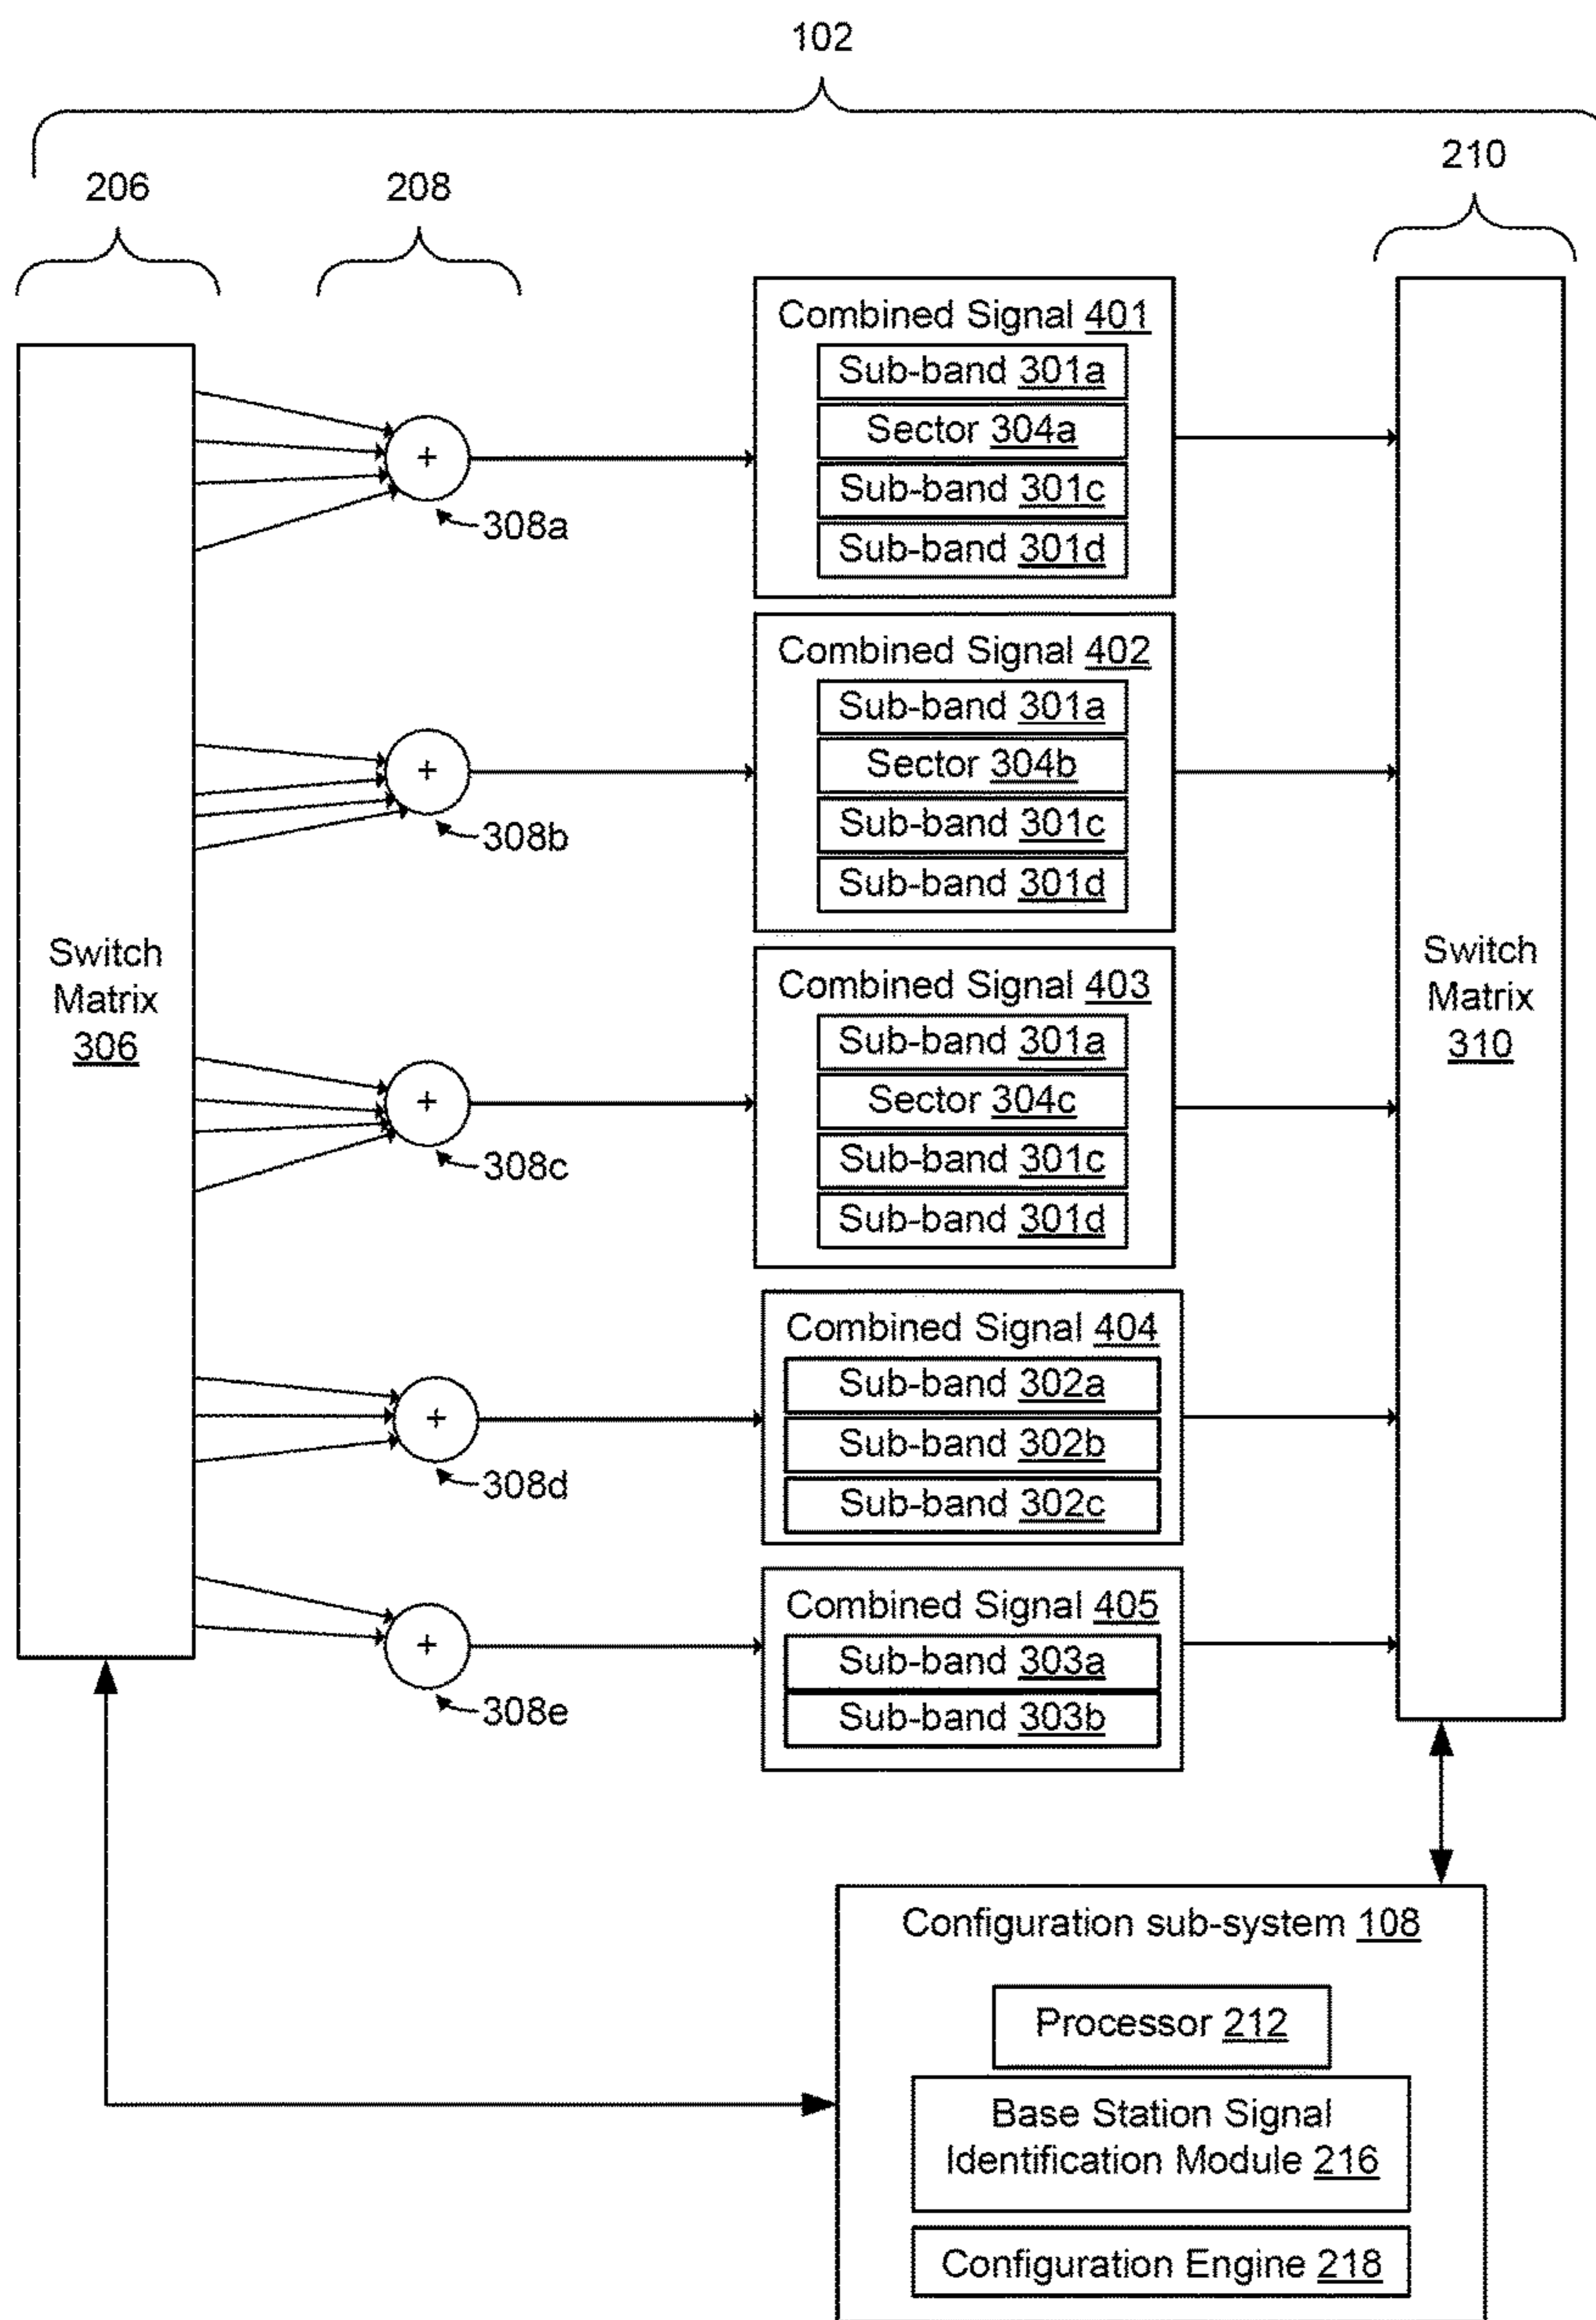 102
206
208
210
Combined Signal 401
Sub-band 301a
Sector 304a
Sub-band 301c
Sub-band 301d
+
308a
Combined Signal 402
Sub-band 301a
Sector 304b
Sub-band 301c
Sub-band 301d
+
308b
Switch
Matrix
306
Combined Signal 403
Sub-band 301a
Sector 304c
Sub-band 301c
Sub-band 301d
+
308c
Switch
Matrix
310
Combined Signal 404
Sub-band 302a
Sub-band 302b
Sub-band 302c
+
308d
Combined Signal 405
Sub-band 303a
Sub-band 303b
+
308e
Configuration sub-system 108
Processor 212
Base Station Signal
Identification Module 216
Configuration Engine 218